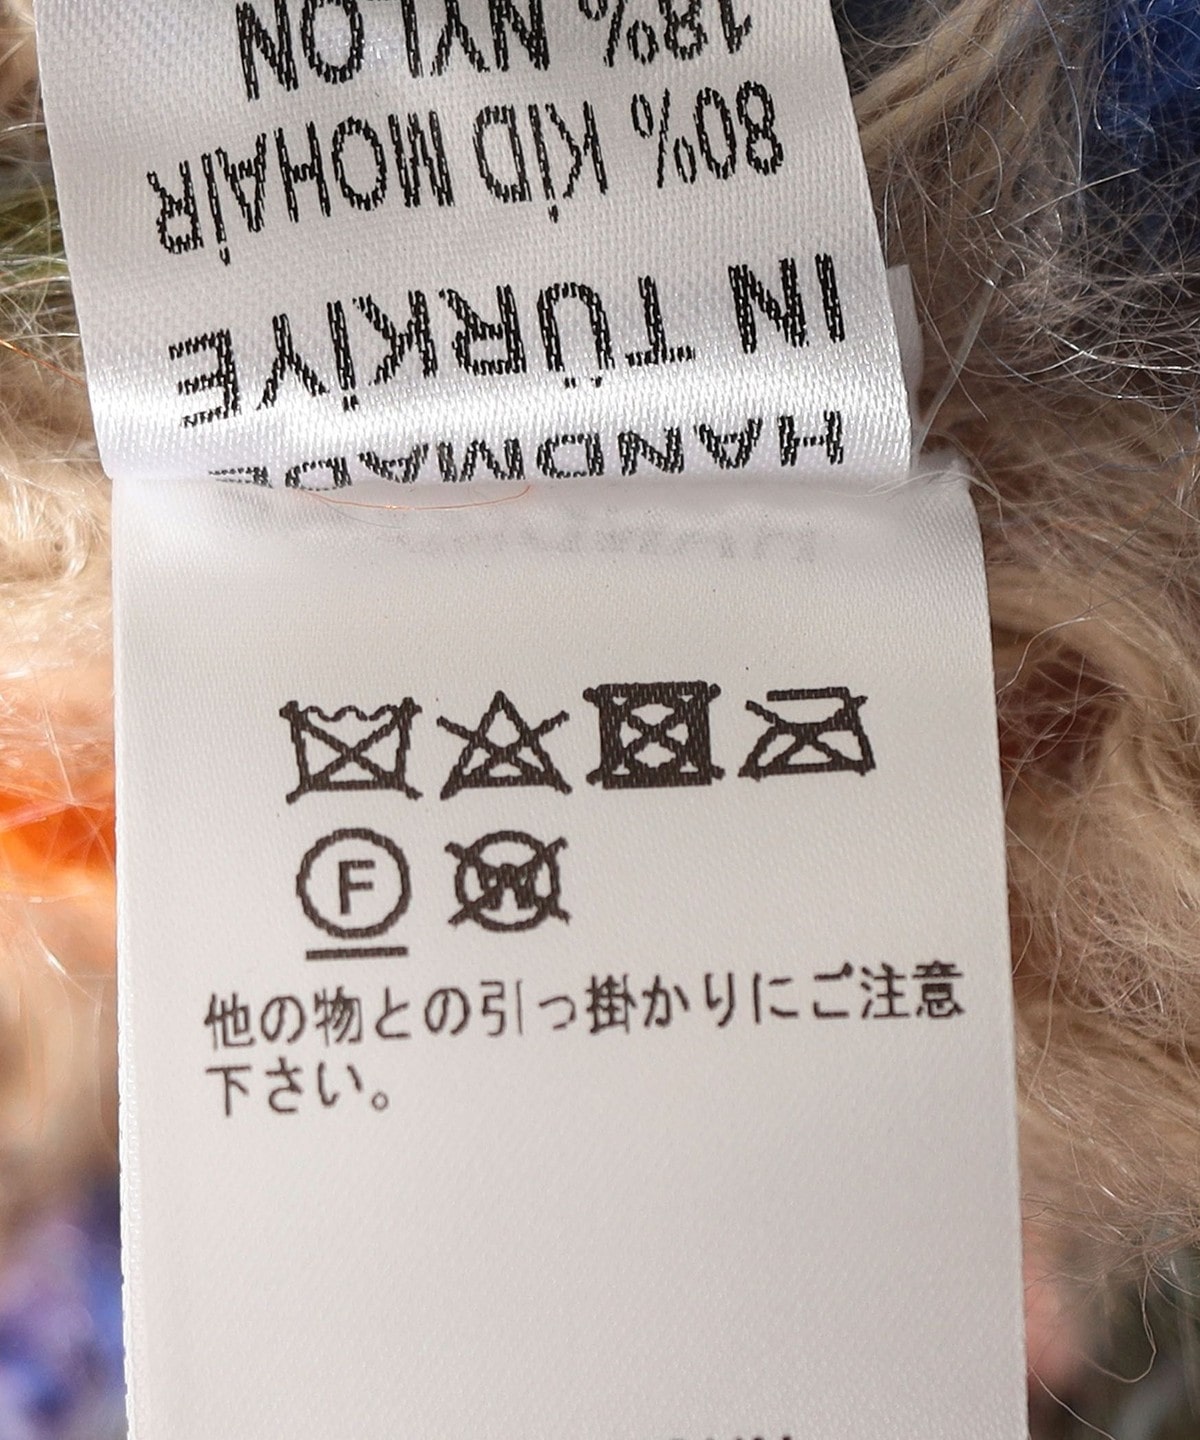 HANDMADE
IN TÜRKİYE
80% KİD MOHAİR
18% NYLON
F
W
他の物との引っ掛かりにご注意
下さい。